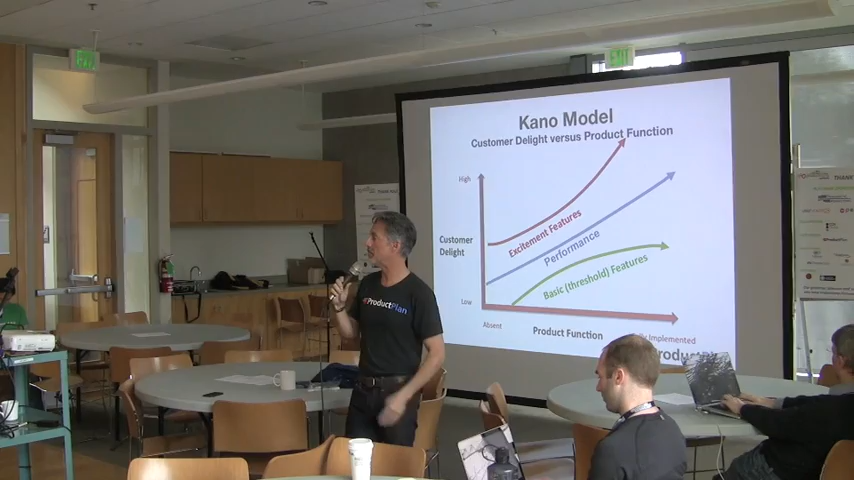 EXIT
EXIT
Kano Model
Customer Delight versus Product Function
High
Customer
Delight
Low
Excitement Features
Performance
Basic (threshold) Features
Absent
Product Function
Implemented
ProductPlan
THANK